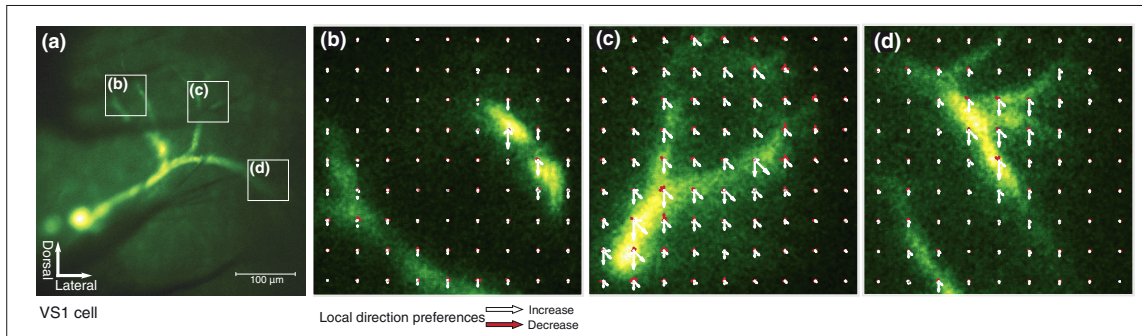 (a)
(b)
(c)
(d)
(b)
(c)
(d)
Dorsal
Lateral
100 µm
VS1 cell
Local direction preferences
Increase
Decrease